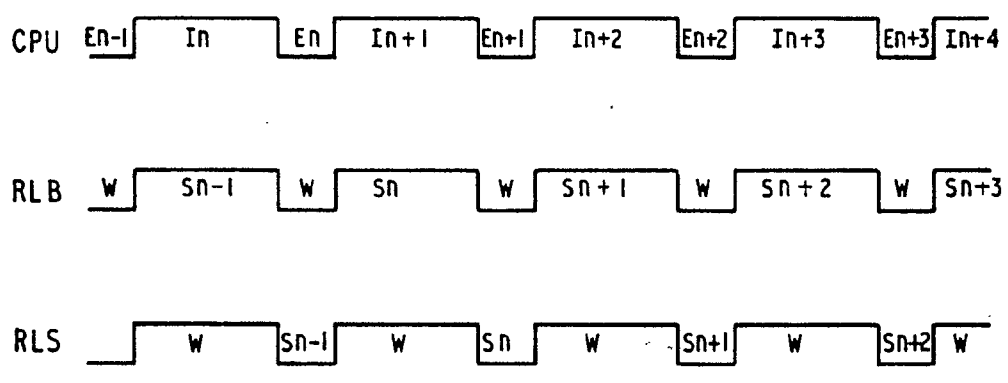 CPU En-1 In En In+1 En+1 In+2 En+2 In+3 En+3 In+4
RLB W Sn-1 W Sn W Sn+1 W Sn+2 W Sn+3
RLS W Sn-1 W Sn W Sn+1 W Sn+2 W